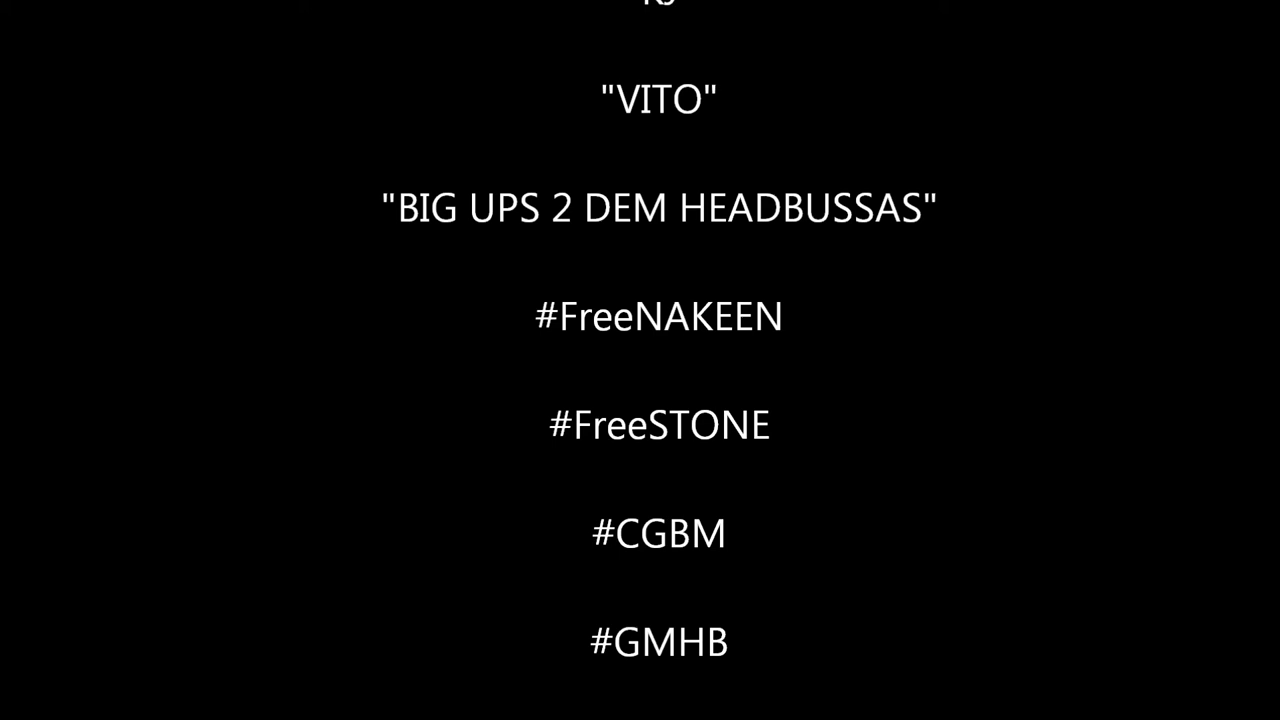 "VITO"
"BIG UPS 2 DEM HEADBUSSAS"
#FreeNAKEEN
#FreeSTONE
#CGBM
#GMHB